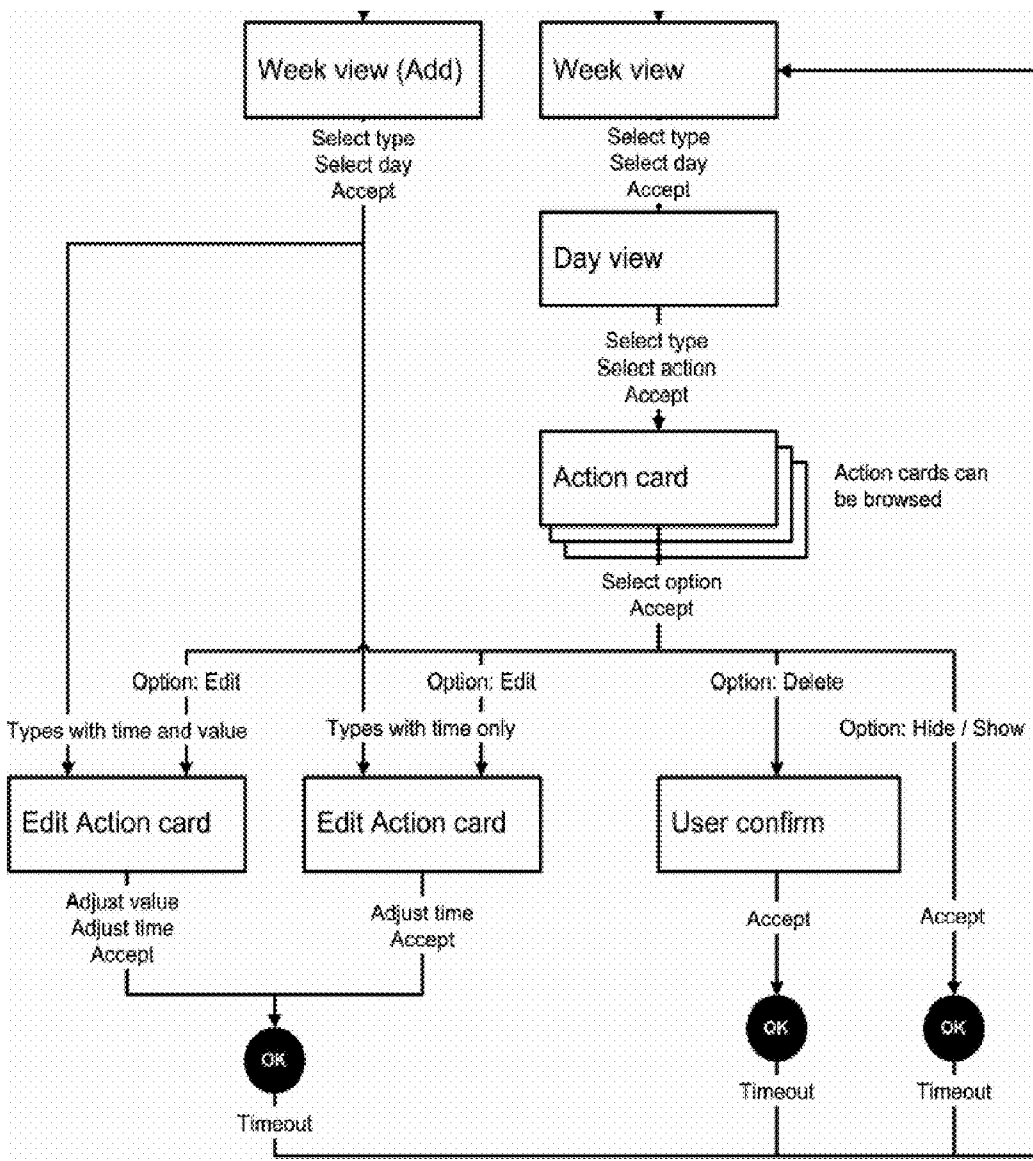 Week view (Add)
Week view
Select type
Select day
Accept
Select type
Select day
Accept
Day view
Select type
Select action
Accept
Action card
Action cards can
be browsed
Select option
Accept
Option: Edit
Option: Edit
Option: Delete
Types with time and value
Types with time only
Option: Hide / Show
Edit Action card
Edit Action card
User confirm
Adjust value
Adjust time
Accept
Adjust time
Accept
Accept
Accept
OK
OK
OK
Timeout
Timeout
Timeout